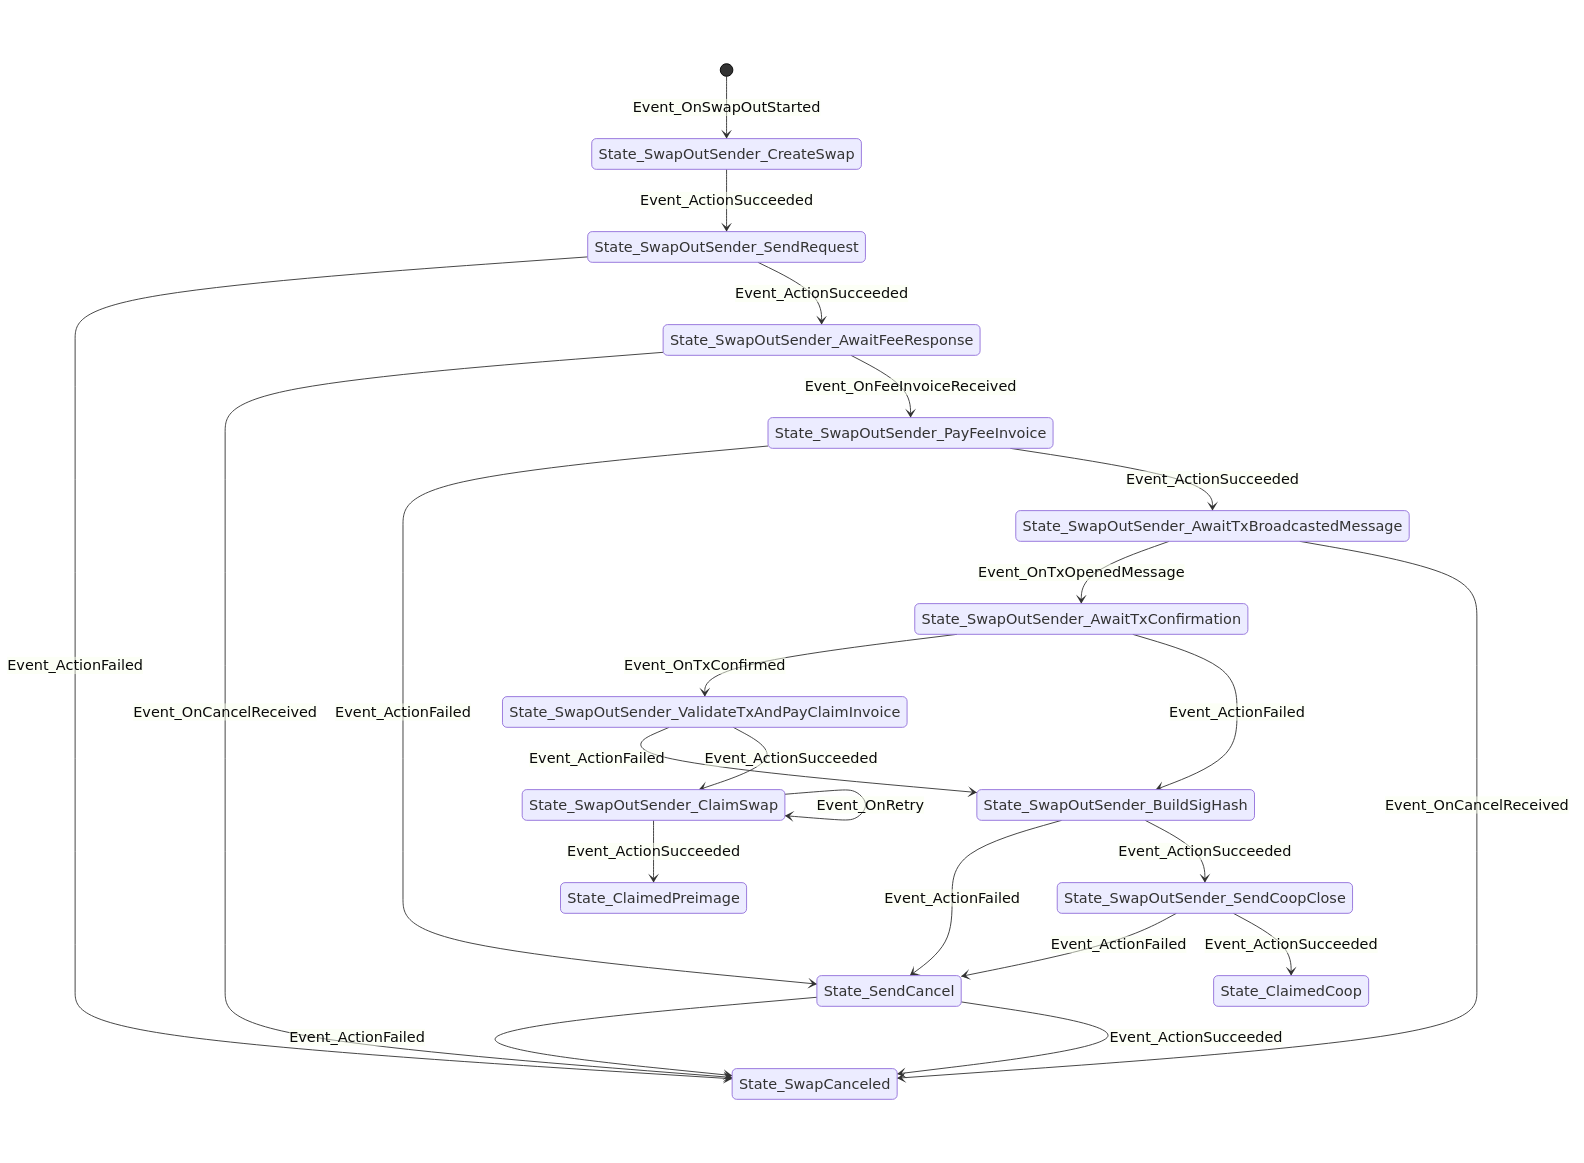 Event_OnSwapOutStarted
State_SwapOutSender_CreateSwap
Event_ActionSucceeded
State_SwapOutSender_SendRequest
Event_ActionSucceeded
State_SwapOutSender_AwaitFeeResponse
Event_OnFeeInvoiceReceived
State_SwapOutSender_PayFeeInvoice
Event_ActionSucceeded
State_SwapOutSender_AwaitTxBroadcastedMessage
Event_OnTxOpenedMessage
State_SwapOutSender_AwaitTxConfirmation
Event_ActionFailed
Event_OnTxConfirmed
Event_OnCancelReceived
Event_ActionFailed
State_SwapOutSender_ValidateTxAndPayClaimInvoice
Event_ActionFailed
Event_ActionFailed
Event_ActionSucceeded
State_SwapOutSender_ClaimSwap
Event_OnRetry
State_SwapOutSender_BuildSigHash
Event_OnCancelReceived
Event_ActionSucceeded
Event_ActionSucceeded
State_ClaimedPreimage
Event_ActionFailed
State_SwapOutSender_SendCoopClose
Event_ActionFailed
Event_ActionSucceeded
State_SendCancel
State_ClaimedCoop
Event_ActionFailed
Event_ActionSucceeded
State_SwapCanceled